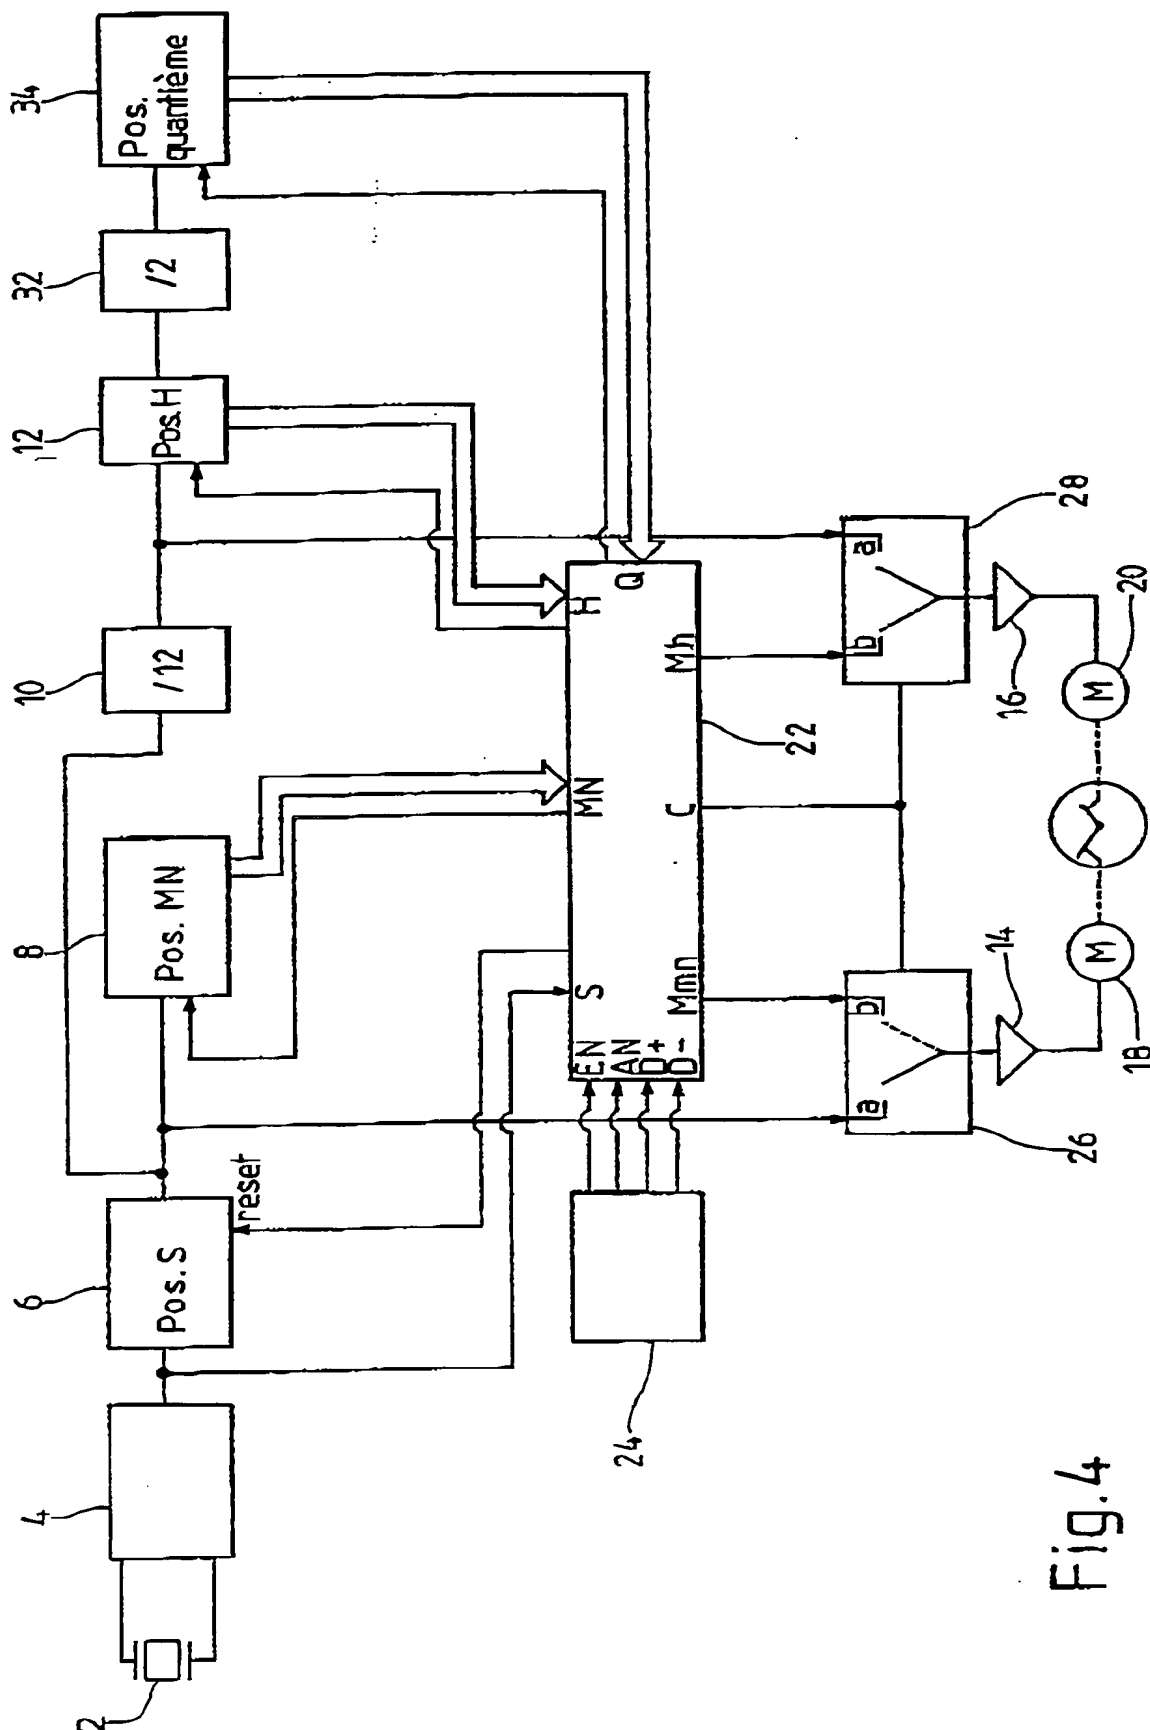 2
4
6
8
10
12
32
34
Pos. S
reset
Pos. MN
/12
Pos.H
/2
Pos.
quantième
24
EN
AN
D+
D-
S
MN
H
Q
Mmn
C
Mh
22
a
b
26
b
a
28
14
16
18
M
M
20
Fig.4